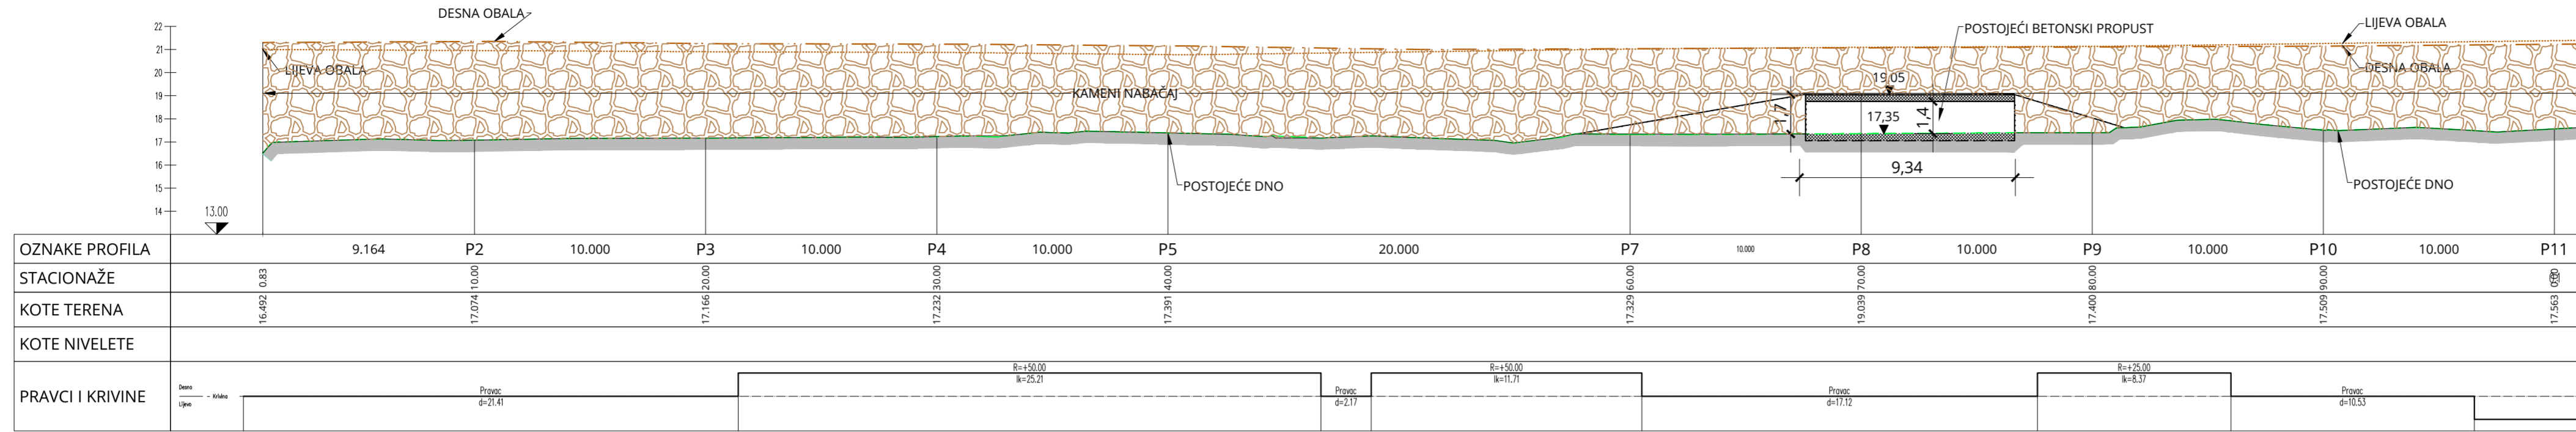 DESNA OBALA
LIJEVA OBALA
POSTOJEĆI BETONSKI PROPUST
22
21
20
19
18
17
16
15
14
13.00
LIJEVA OBALA
DESNA OBALA
KAMENI NABAČAJ
19.05
17,35
1,7
1,4
9,34
POSTOJEĆE DNO
POSTOJEĆE DNO
OZNAKE PROFILA 9.164 P2 10.000 P3 10.000 P4 10.000 P5 20.000 P7 10.000 P8 10.000 P9 10.000 P10 10.000 P11
STACIONAŽE 0.83 10.00 20.00 30.00 40.00 60.00 70.00 80.00 90.00
KOTE TERENA 16.492 17.074 17.166 17.232 17.391 17.329 19.039 17.400 17.509 17.563
KOTE NIVELETE
PRAVCI I KRIVINE
Desna
Lijeva
- Krivina
Pravac
d=21.41
R=+50.00
lk=25.21
Pravac
d=2.17
R=+50.00
lk=11.71
Pravac
d=17.12
R=+25.00
lk=8.37
Pravac
d=10.53